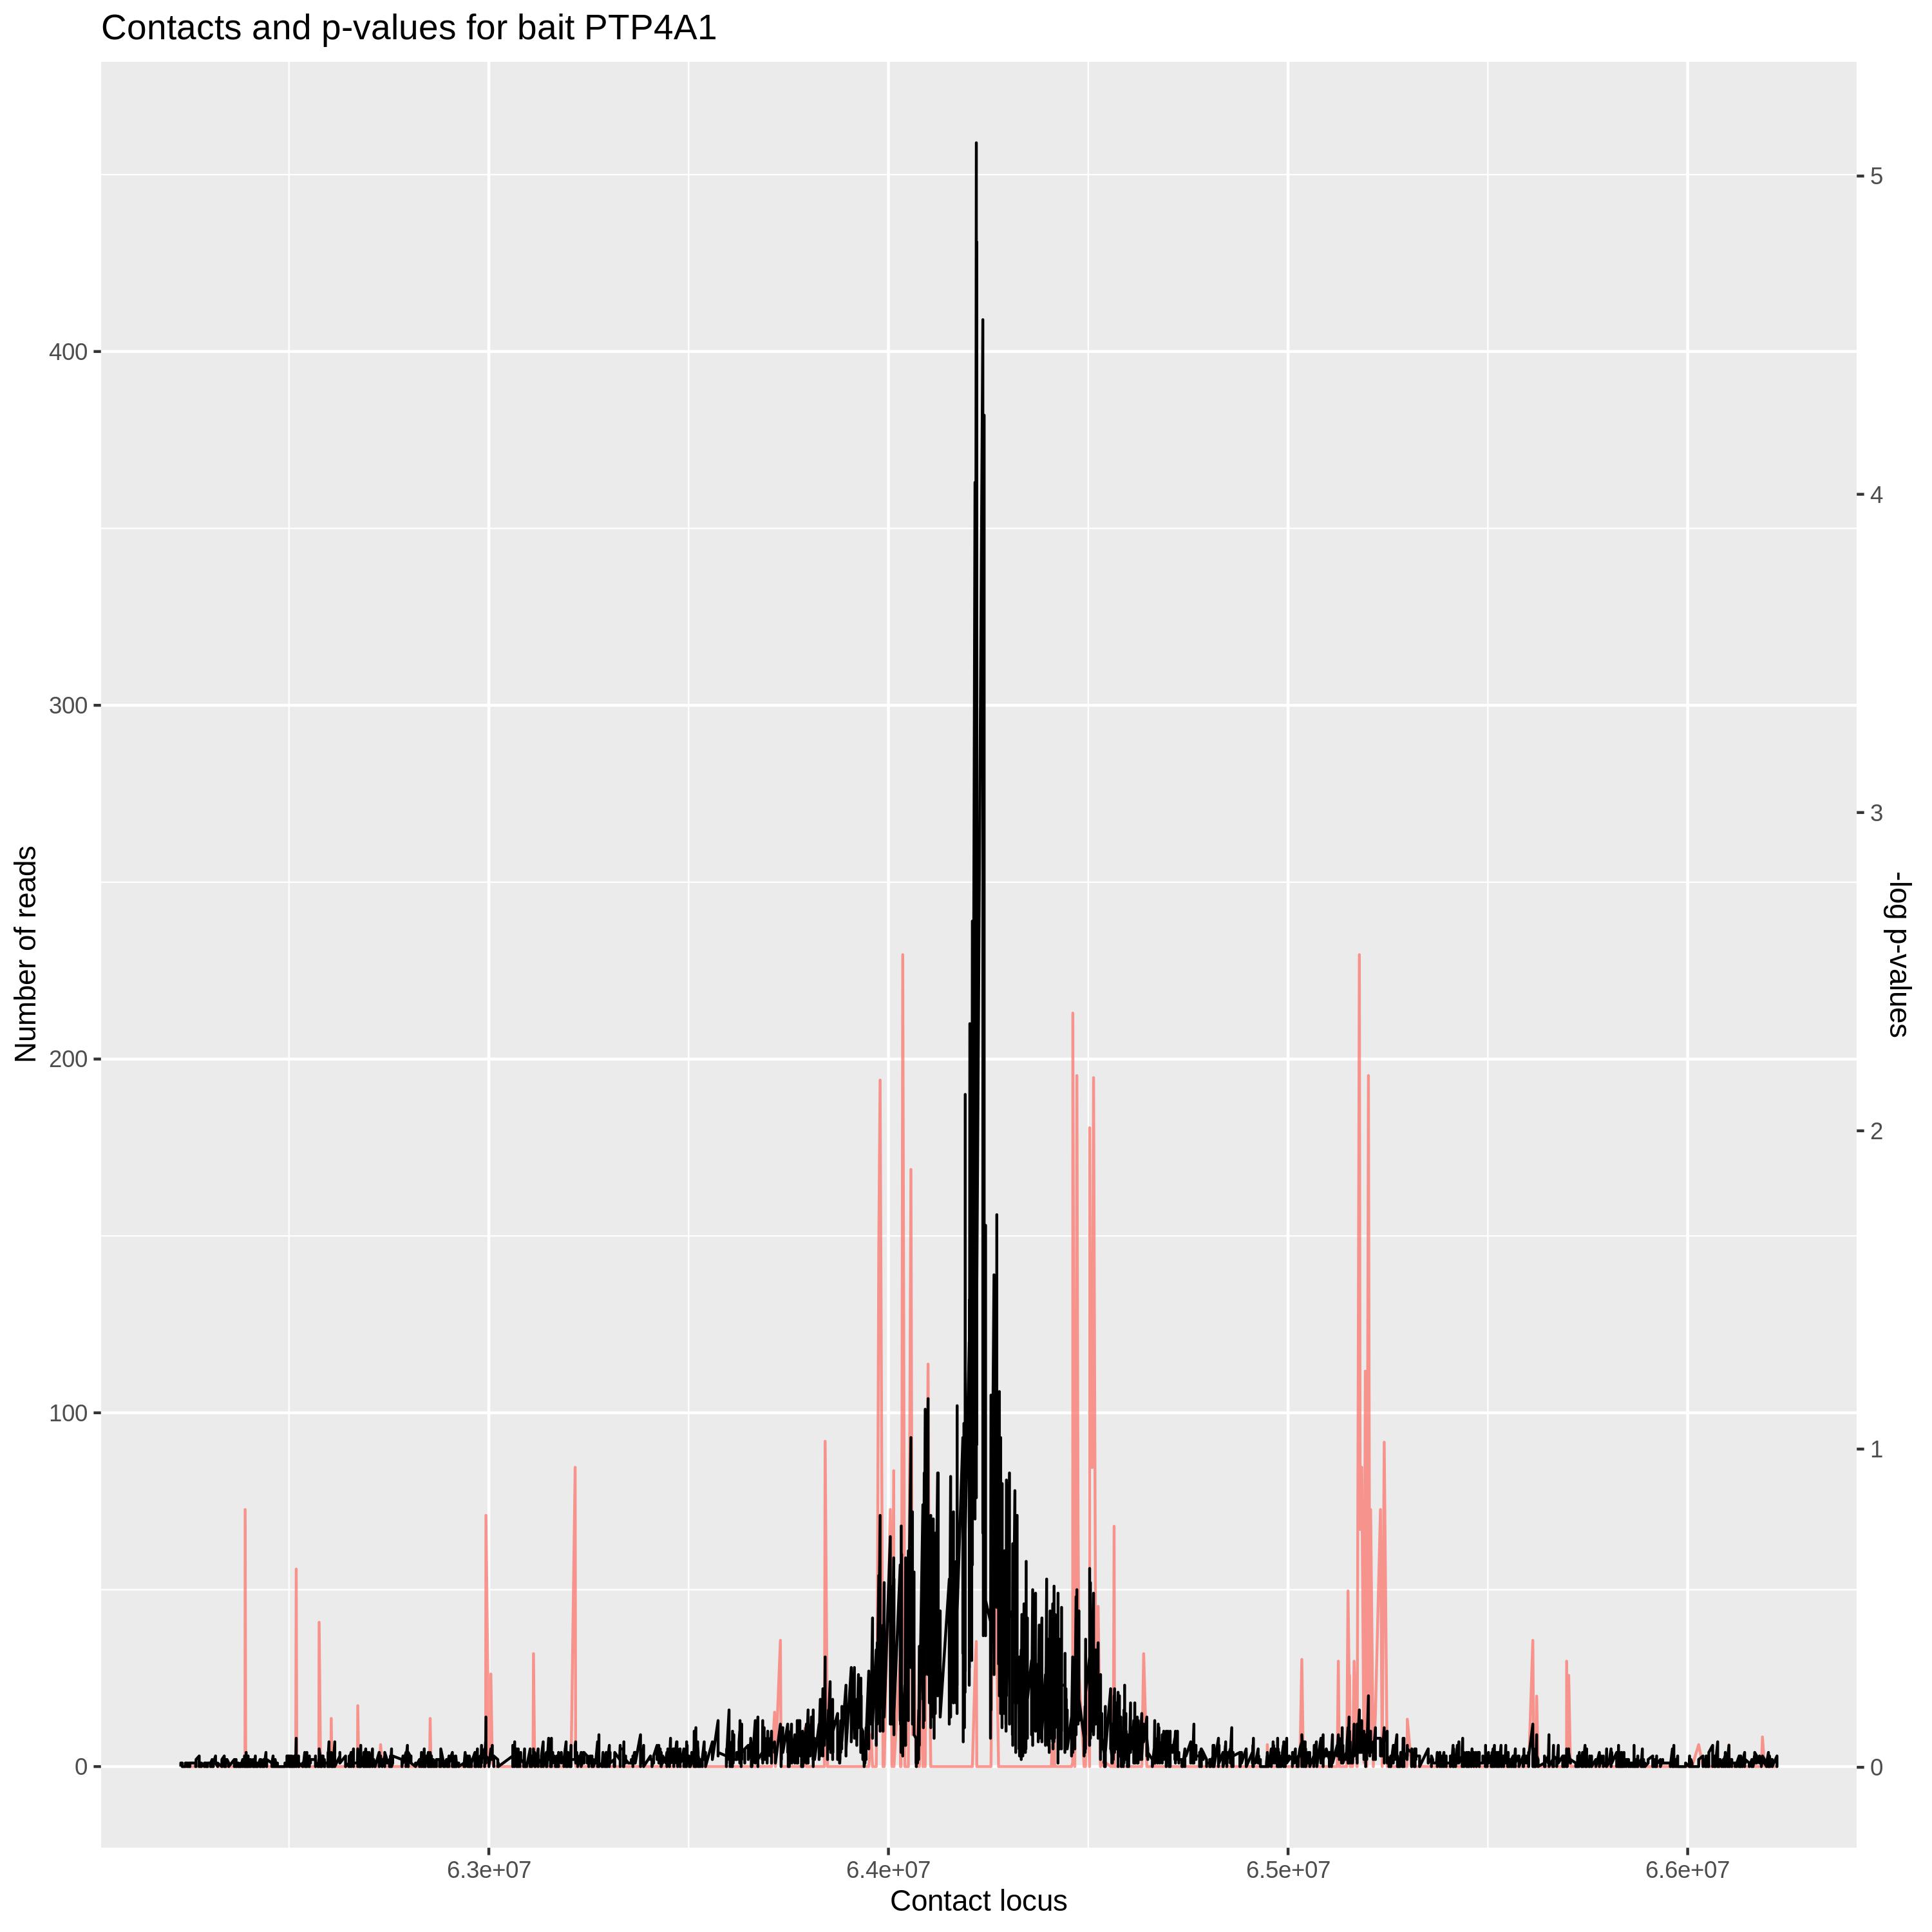 Contacts and p-values for bait PTP4A1
Number of reads
400
300
200
100
0
5
4
3
2
1
0
-log p-values
6.3e+07 6.4e+07 6.5e+07 6.6e+07
Contact locus